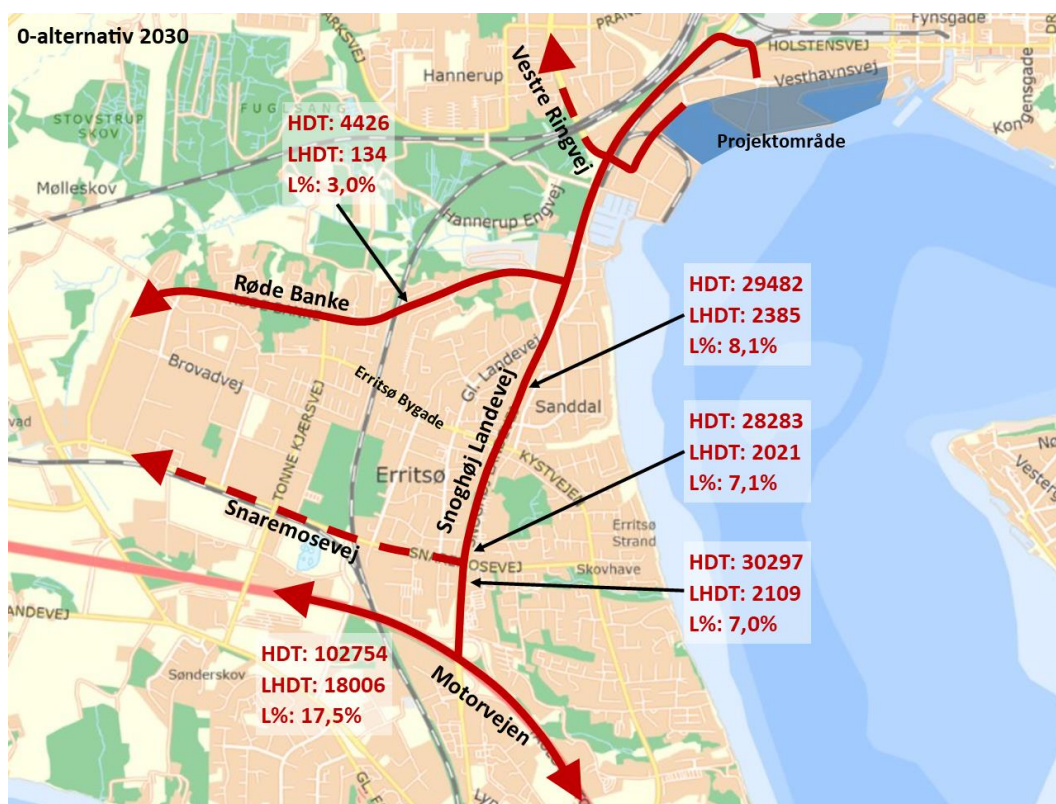 0-alternativ 2030
Fynsgade
HOLSTENSVEJ
Vesthavnsvej
Kongensgade
Hannerup
Vestre Ringvej
FUGLSANG
STOVSTRUP
SKOV
HDT: 4426
LHDT: 134
L%: 3,0%
Projektområde
Mølleskov
Hannerup Engvej
Røde Banke
HDT: 29482
LHDT: 2385
L%: 8,1%
Brovadvej
Gl. Landevej
Erritsø Bygade
Sanddal
Snoghøj Landevej
HDT: 28283
LHDT: 2021
L%: 7,1%
KYSTVEJEN
Erritsø
TONNE KJÆRSVEJ
Snaremosevej
Erritsø
Strand
Skovhave
HDT: 30297
LHDT: 2109
L%: 7,0%
HDT: 102754
LHDT: 18006
L%: 17,5%
Sønderskov
Motorvejen